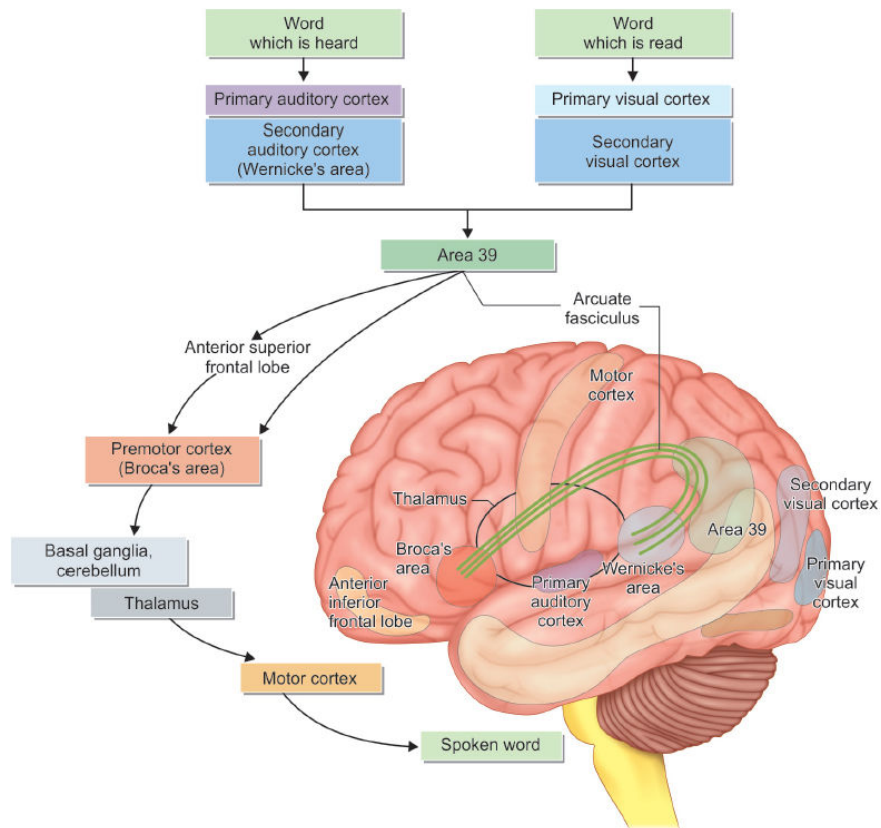 Word
which is heard
Word
which is read
Primary auditory cortex
Primary visual cortex
Secondary
auditory cortex
(Wernicke's area)
Secondary
visual cortex
Area 39
Arcuate
fasciculus
Anterior superior
frontal lobe
Motor
cortex
Premotor cortex
(Broca's area)
Thalamus
Secondary
visual cortex
Area 39
Broca's
area
Basal ganglia,
cerebellum
Wernicke's
area
Primary
auditory
cortex
Primary
visual
cortex
Anterior
inferior
frontal lobe
Thalamus
Motor cortex
Spoken word